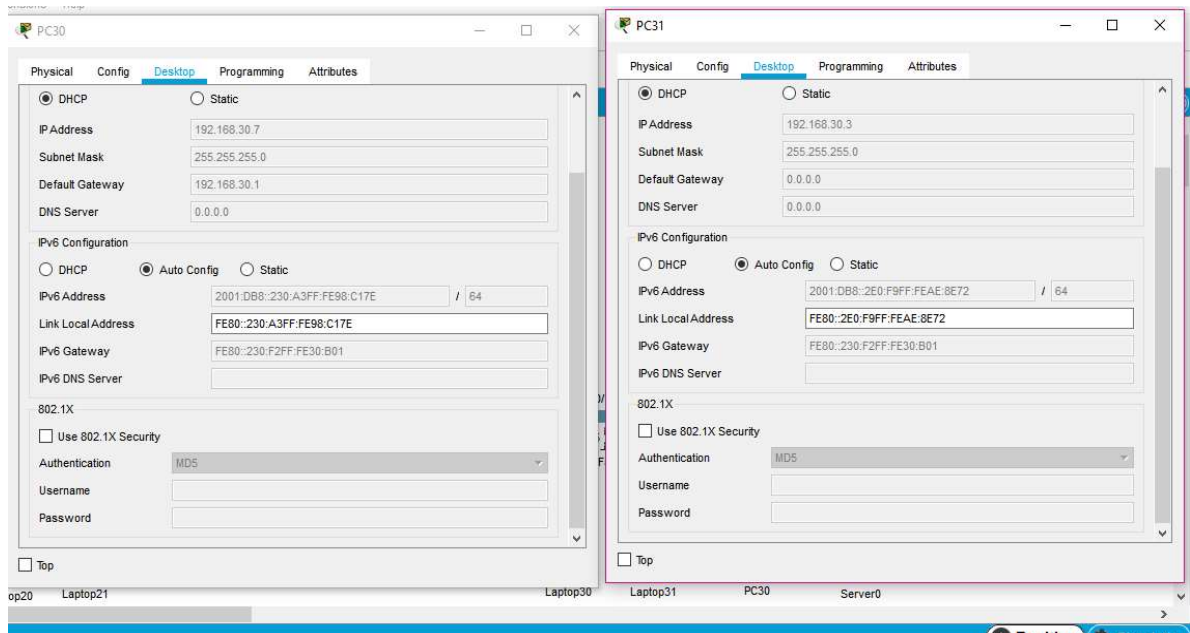 PC30
Physical Config Desktop Programming Attributes
DHCP Static
IP Address 192.168.30.7
Subnet Mask 255.255.255.0
Default Gateway 192.168.30.1
DNS Server 0.0.0.0
IPv6 Configuration
DHCP Auto Config Static
IPv6 Address 2001:DB8::230:A3FF:FE98:C17E / 64
Link Local Address FE80::230:A3FF:FE98:C17E
IPv6 Gateway FE80::230:F2FF:FE30:B01
IPv6 DNS Server
802.1X
Use 802.1X Security
Authentication MD5
Username
Password
Top
PC31
Physical Config Desktop Programming Attributes
DHCP Static
IP Address 192.168.30.3
Subnet Mask 255.255.255.0
Default Gateway 0.0.0.0
DNS Server 0.0.0.0
IPv6 Configuration
DHCP Auto Config Static
IPv6 Address 2001:DB8::2E0:F9FF:FEAE:8E72 / 64
Link Local Address FE80::2E0:F9FF:FEAE:8E72
IPv6 Gateway FE80::230:F2FF:FE30:B01
IPv6 DNS Server
802.1X
Use 802.1X Security
Authentication MD5
Username
Password
Top
op20 Laptop21 Laptop30 Laptop31 PC30 Server0